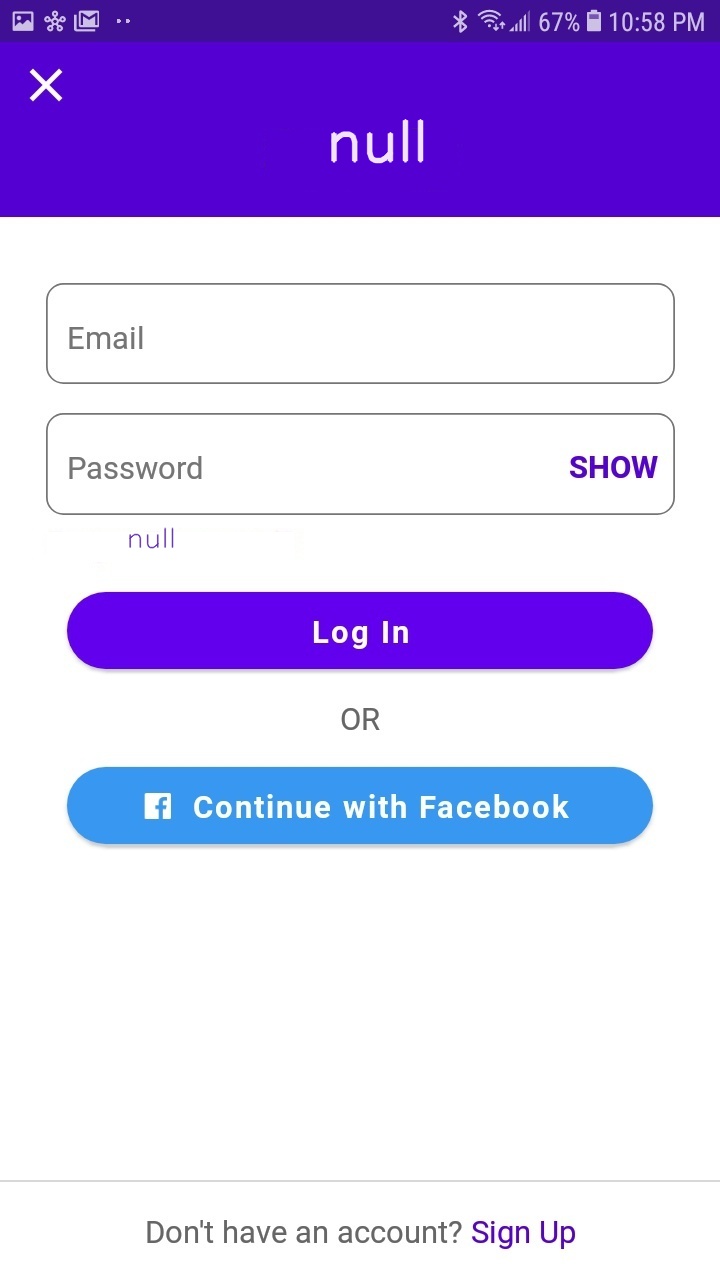 67% 10:58 PM
null
Email
Password SHOW
null
Log In
OR
Continue with Facebook
Don't have an account? Sign Up